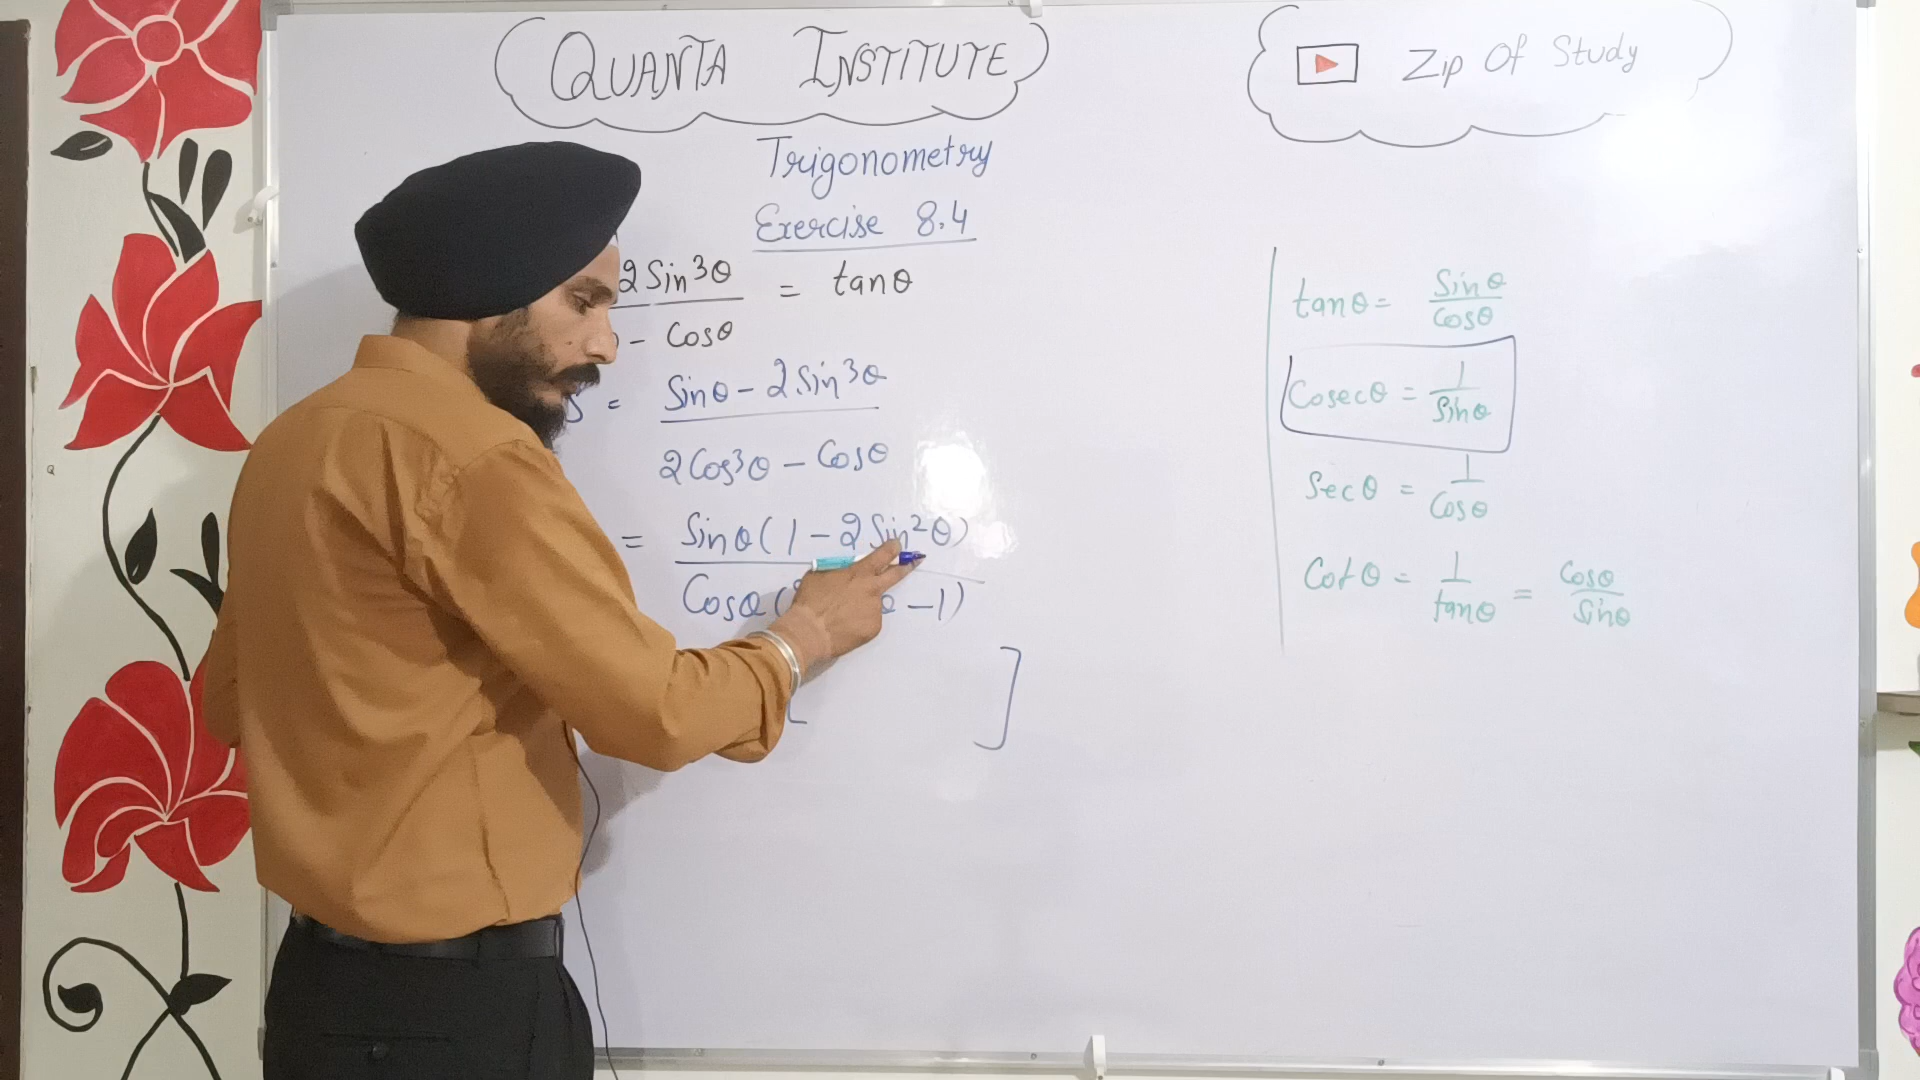 QUANTA INSTITUTE
Zip Of Study
Trigonometry
Exercise 8.4
2 Sin³θ = tanθ
- Cosθ
= Sinθ - 2 Sin³θ
2 Cos³θ - Cosθ
= Sinθ (1 - 2 Sin²θ)
Cosθ ( - 1)
[ ]
tanθ = Sinθ
Cosθ
Cosecθ = 1
Sinθ
Secθ = 1
Cosθ
Cotθ = 1 = Cosθ
tanθ Sinθ